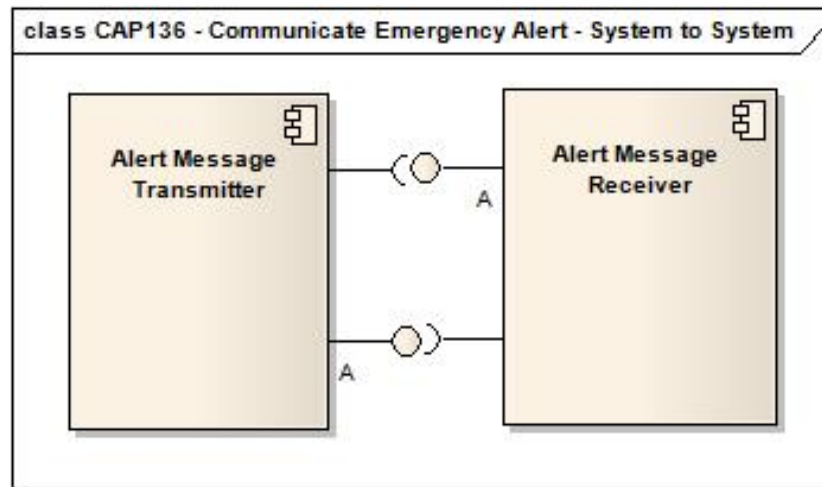 class CAP136 - Communicate Emergency Alert - System to System
Alert Message
Transmitter
Alert Message
Receiver
A
A